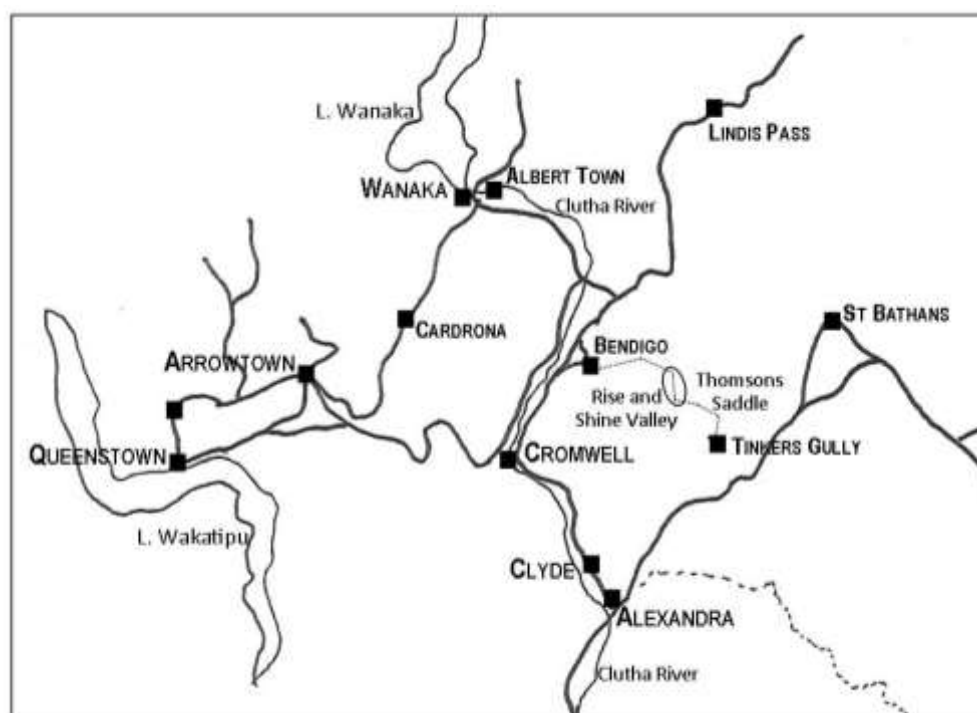 L. Wanaka
LINDIS PASS
WANAKA
ALBERT TOWN
Clutha River
CARDRONA
ST BATHANS
ARROWTOWN
BENDIGO
Rise and
Shine Valley
Thomsons
Saddle
QUEENSTOWN
CROMWELL
TINKERS GULLY
L. Wakatipu
CLYDE
ALEXANDRA
Clutha River